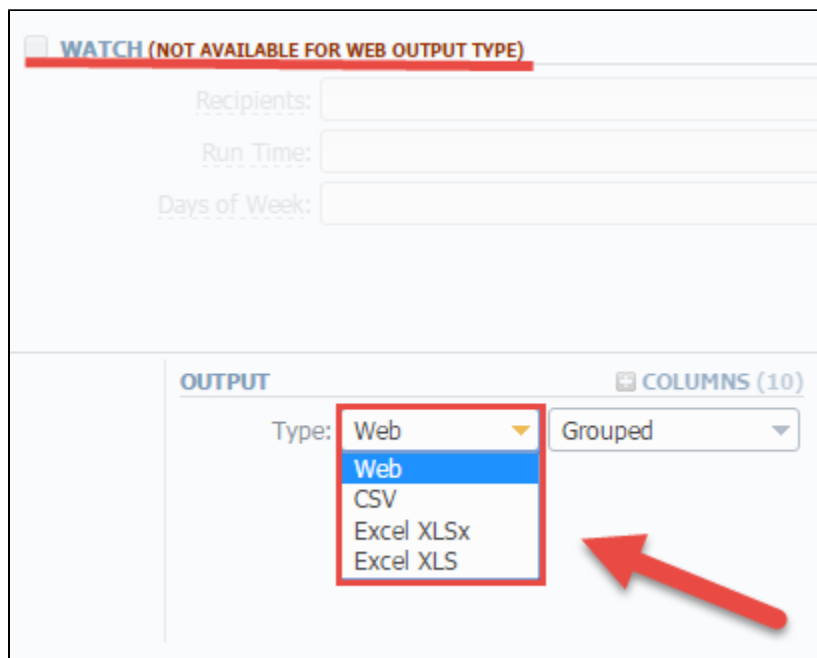 WATCH (NOT AVAILABLE FOR WEB OUTPUT TYPE)
Recipients:
Run Time:
Days of Week:
OUTPUT
COLUMNS (10)
Type: Web Grouped
Web
CSV
Excel XLSx
Excel XLS